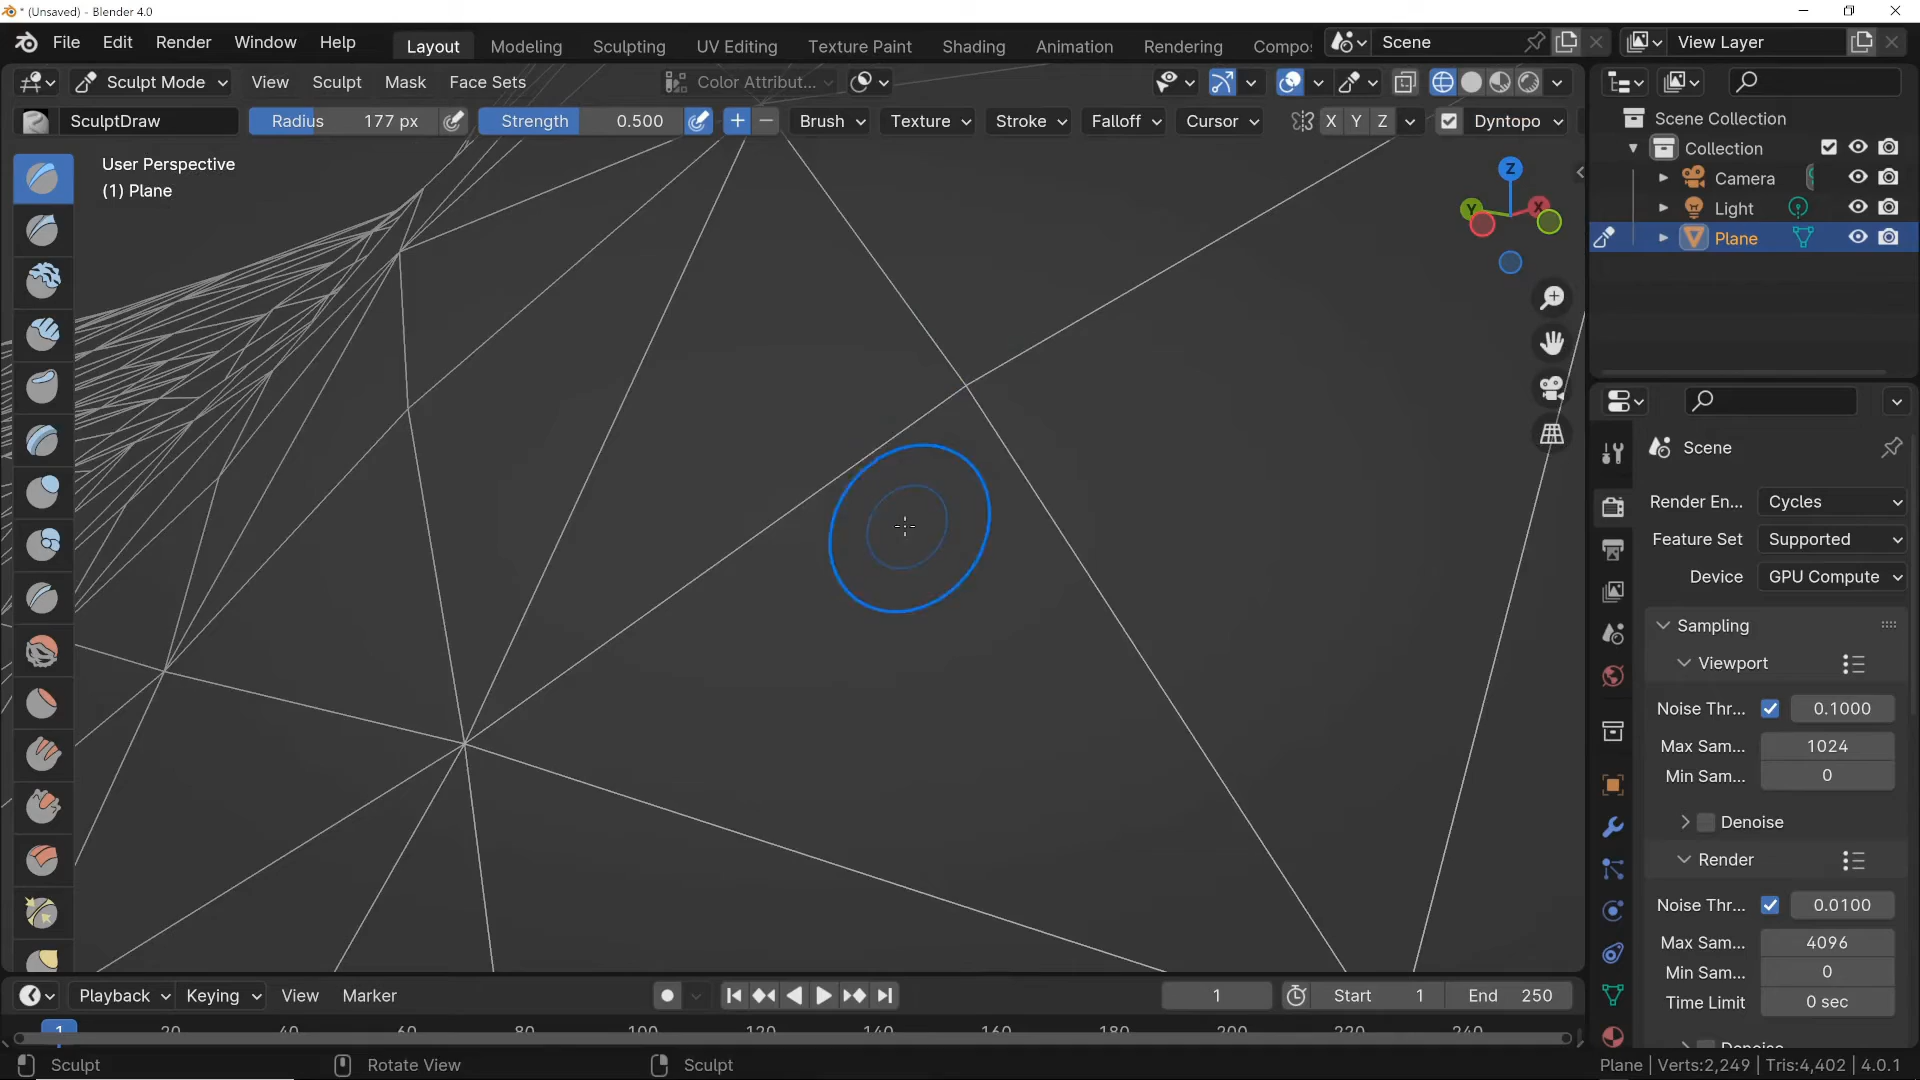 * (Unsaved) - Blender 4.0
File Edit Render Window Help
Layout Modeling Sculpting UV Editing Texture Paint Shading Animation Rendering Compo:
Scene
View Layer
Sculpt Mode
View Sculpt Mask Face Sets
Color Attribut...
SculptDraw
Radius 177 px
Strength 0.500
Brush Texture Stroke Falloff Cursor
X Y Z
Dyntopo
User Perspective
(1) Plane
Z
Y
X
Scene Collection
Collection
Camera
Light
Plane
Scene
Render En... Cycles
Feature Set Supported
Device GPU Compute
Sampling
Viewport
Noise Thr... 0.1000
Max Sam... 1024
Min Sam... 0
Denoise
Render
Noise Thr... 0.0100
Max Sam... 4096
Min Sam... 0
Time Limit 0 sec
Denoise
Playback Keying View Marker
1
Start 1
End 250
1 20 40 60 80 100 120 140 160 180 200 220 240
Sculpt
Rotate View
Sculpt
Plane | Verts:2,249 | Tris:4,402 | 4.0.1